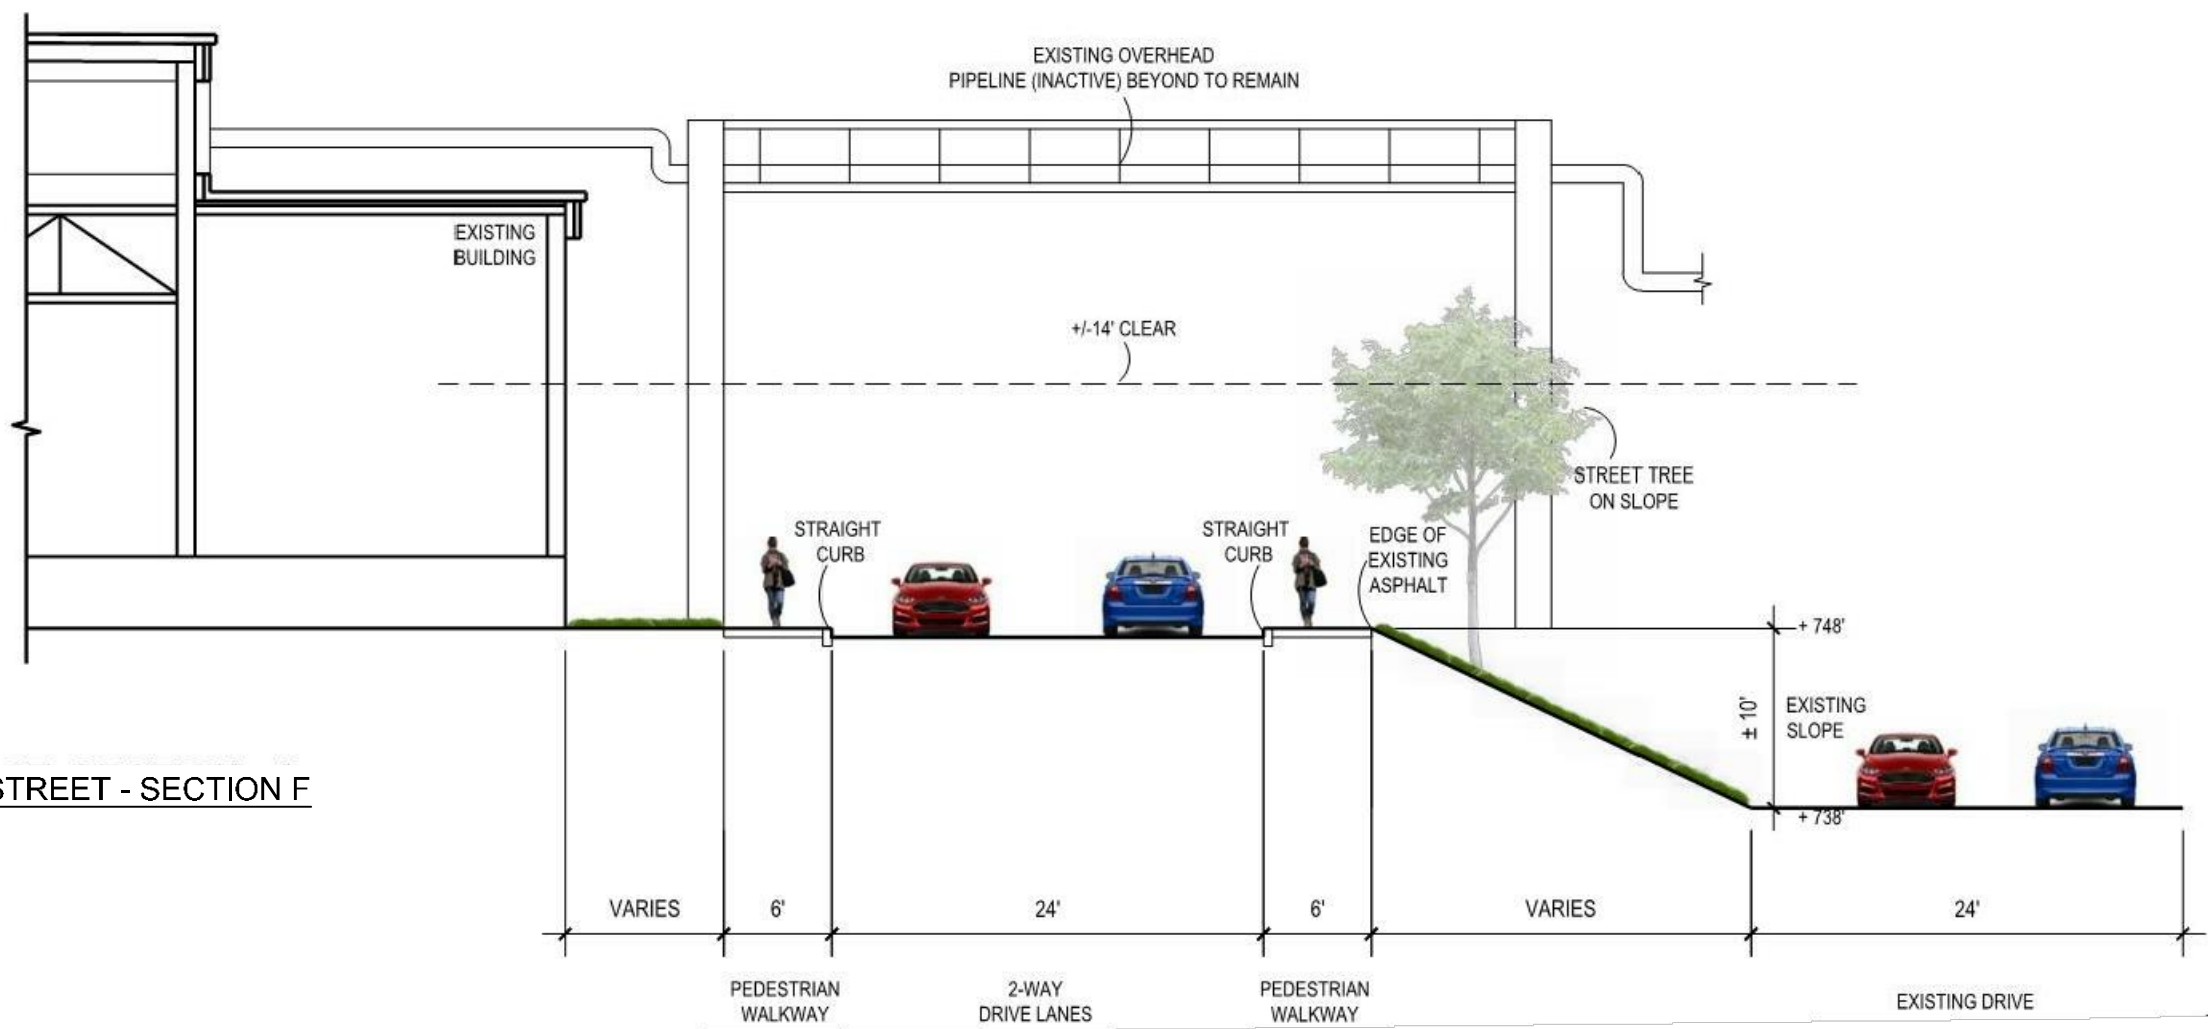 EXISTING OVERHEAD
PIPELINE (INACTIVE) BEYOND TO REMAIN
EXISTING
BUILDING
+/-14' CLEAR
STREET TREE
ON SLOPE
STRAIGHT
CURB
STRAIGHT
CURB
EDGE OF
EXISTING
ASPHALT
+ 748'
± 10'
EXISTING
SLOPE
+ 738'
STREET - SECTION F
VARIES
6'
24'
6'
VARIES
24'
PEDESTRIAN
WALKWAY
2-WAY
DRIVE LANES
PEDESTRIAN
WALKWAY
EXISTING DRIVE